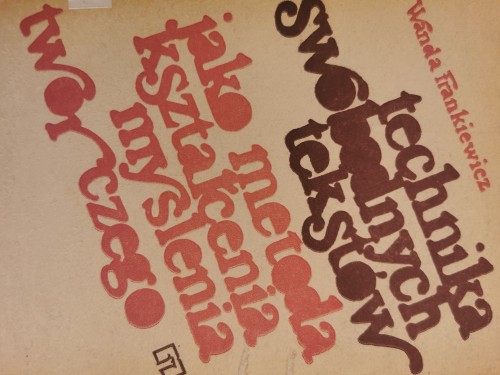 Wanda Frankiewicz
technika
swobodnych
tekstów
jako metoda
kształcenia
myślenia
twórczego